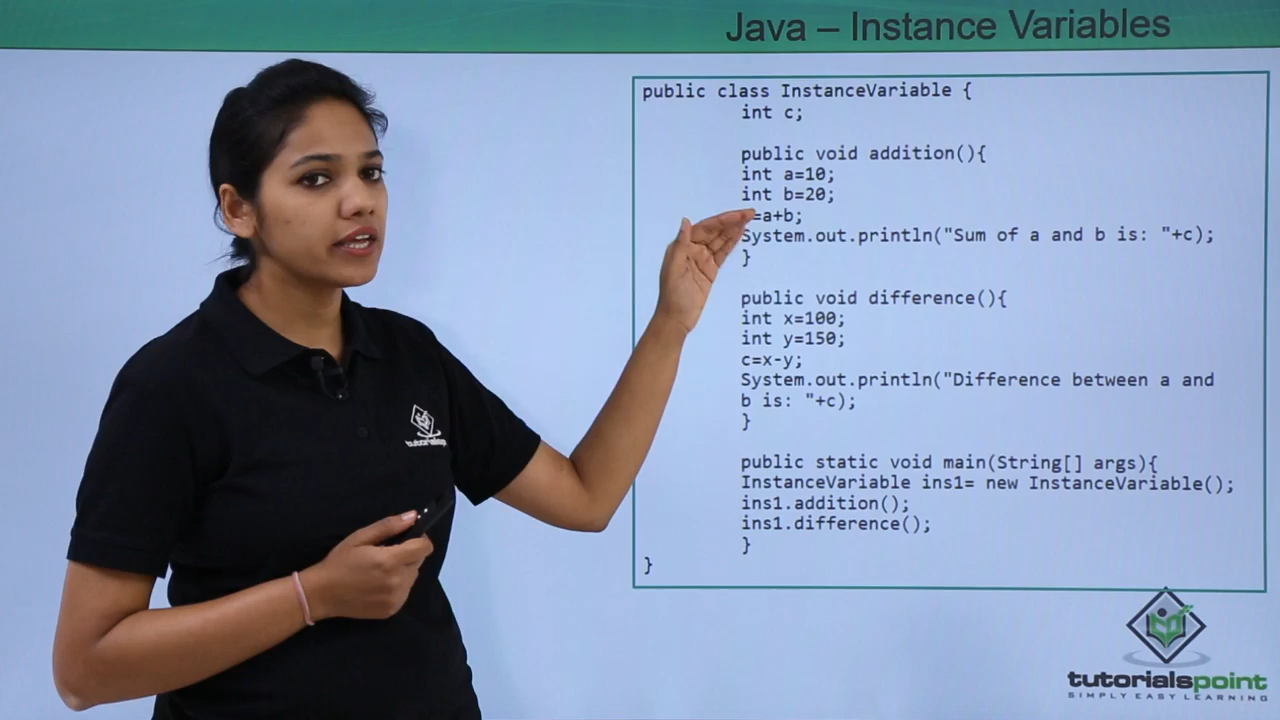 Java – Instance Variables
public class InstanceVariable {
int c;
public void addition(){
int a=10;
int b=20;
=a+b;
System.out.println("Sum of a and b is: "+c);
}
public void difference(){
int x=100;
int y=150;
c=x-y;
System.out.println("Difference between a and
b is: "+c);
}
public static void main(String[] args){
InstanceVariable ins1= new InstanceVariable();
ins1.addition();
ins1.difference();
}
}
tutorialspoint
SIMPLY EASY LEARNING